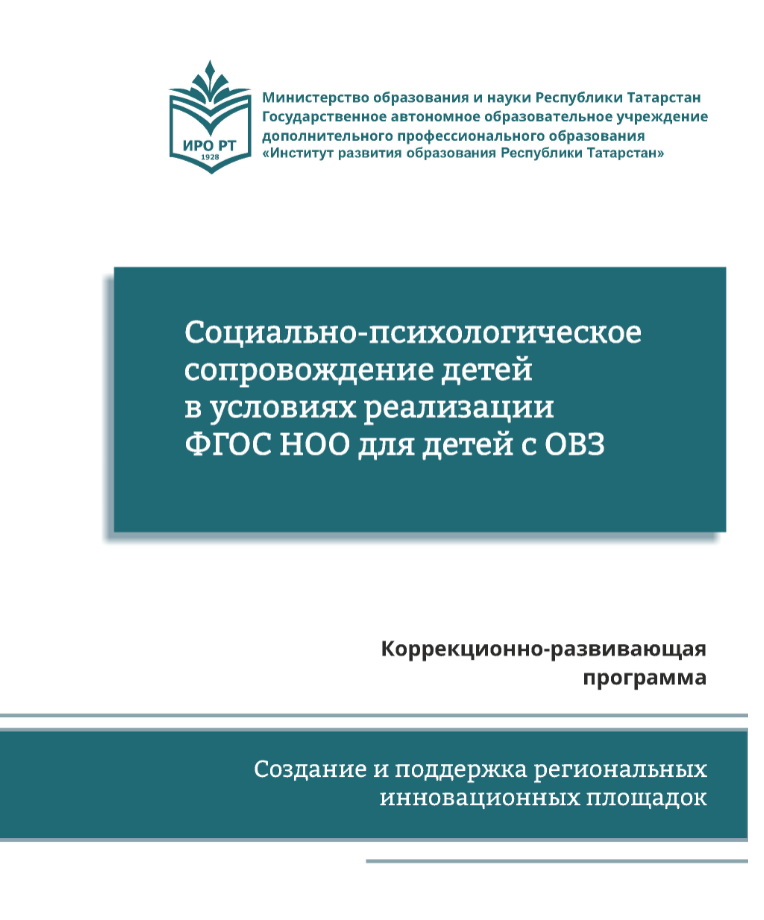 Министерство образования и науки Республики Татарстан
Государственное автономное образовательное учреждение
дополнительного профессионального образования
«Институт развития образования Республики Татарстан»
ИРО РТ
1928
Социально-психологическое
сопровождение детей
в условиях реализации
ФГОС НОО для детей с ОВЗ
Коррекционно-развивающая
программа
Создание и поддержка региональных
инновационных площадок